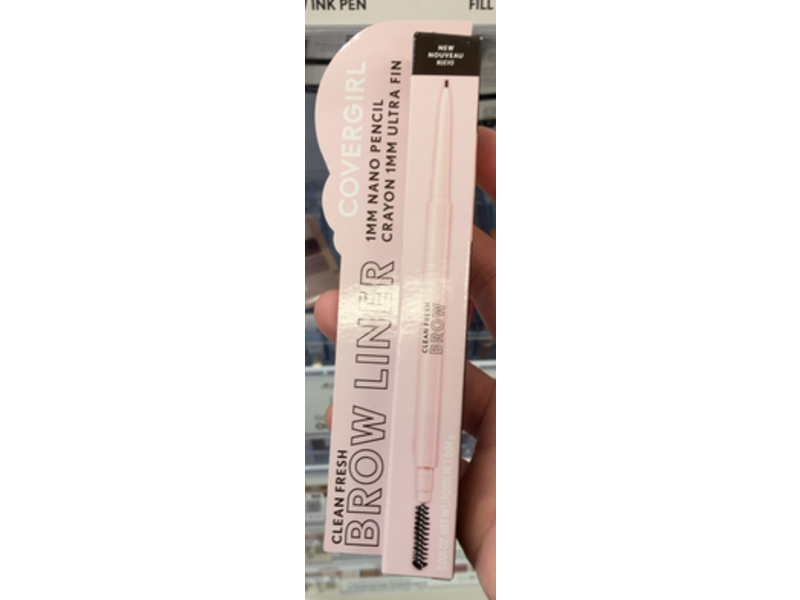 INK PEN
FILL
NEW
NOUVEAU
NUEVO
COVERGIRL
1MM NANO PENCIL
CRAYON 1MM ULTRA FIN
CLEAN FRESH
BROW LINER
CLEAN FRESH
BROW